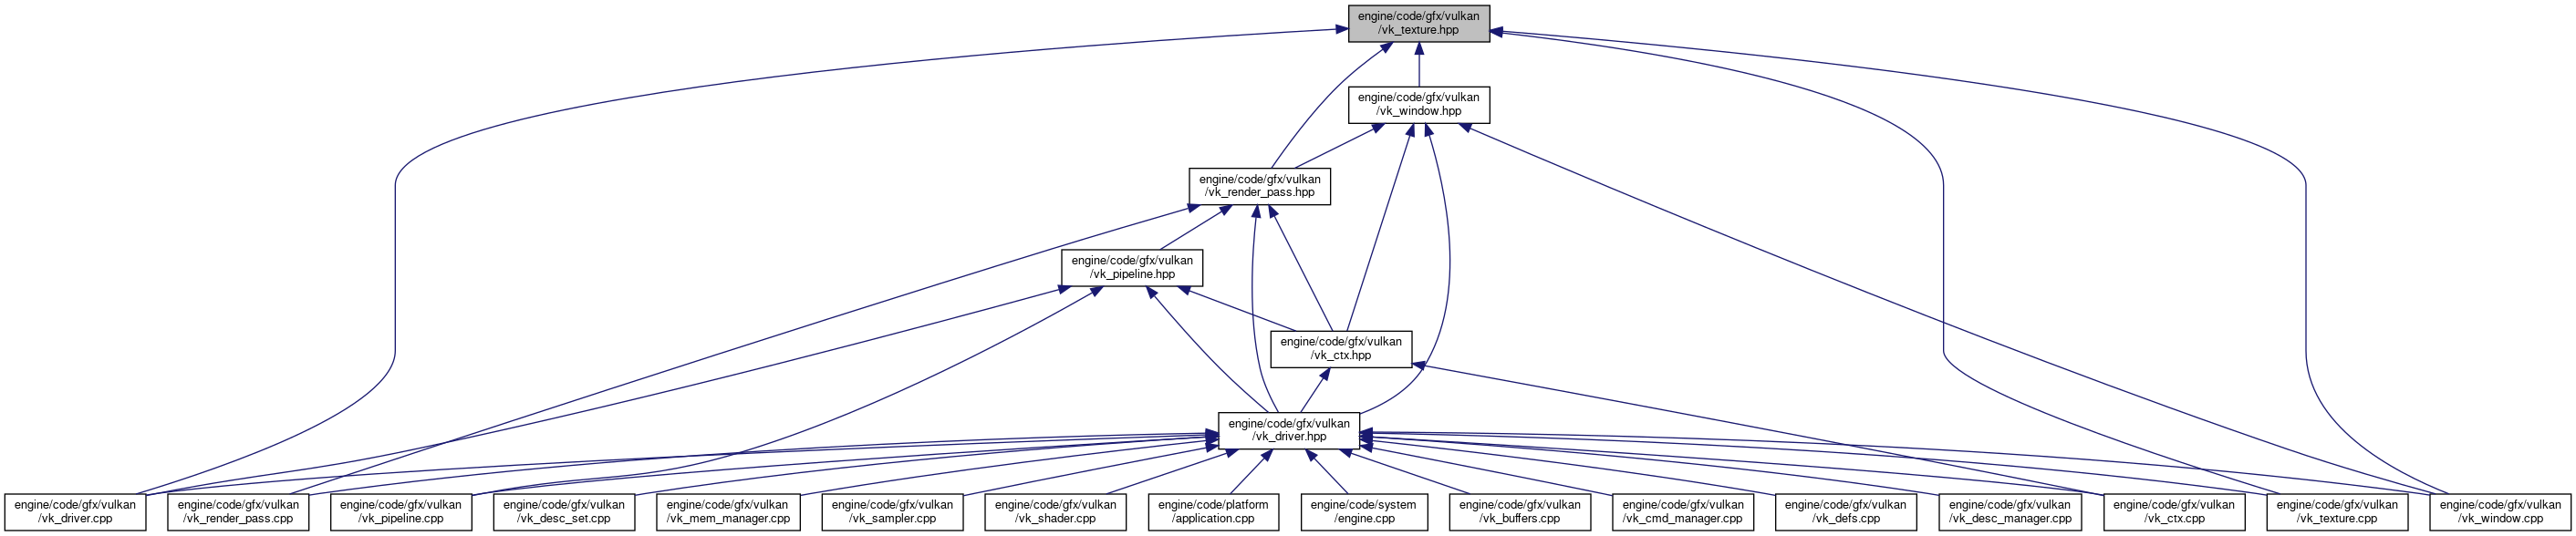 engine/code/gfx/vulkan
/vk_texture.hpp
engine/code/gfx/vulkan
/vk_window.hpp
engine/code/gfx/vulkan
/vk_render_pass.hpp
engine/code/gfx/vulkan
/vk_pipeline.hpp
engine/code/gfx/vulkan
/vk_ctx.hpp
engine/code/gfx/vulkan
/vk_driver.hpp
engine/code/gfx/vulkan
/vk_driver.cpp
engine/code/gfx/vulkan
/vk_render_pass.cpp
engine/code/gfx/vulkan
/vk_pipeline.cpp
engine/code/gfx/vulkan
/vk_desc_set.cpp
engine/code/gfx/vulkan
/vk_mem_manager.cpp
engine/code/gfx/vulkan
/vk_sampler.cpp
engine/code/gfx/vulkan
/vk_shader.cpp
engine/code/platform
/application.cpp
engine/code/system
/engine.cpp
engine/code/gfx/vulkan
/vk_buffers.cpp
engine/code/gfx/vulkan
/vk_cmd_manager.cpp
engine/code/gfx/vulkan
/vk_defs.cpp
engine/code/gfx/vulkan
/vk_desc_manager.cpp
engine/code/gfx/vulkan
/vk_ctx.cpp
engine/code/gfx/vulkan
/vk_texture.cpp
engine/code/gfx/vulkan
/vk_window.cpp